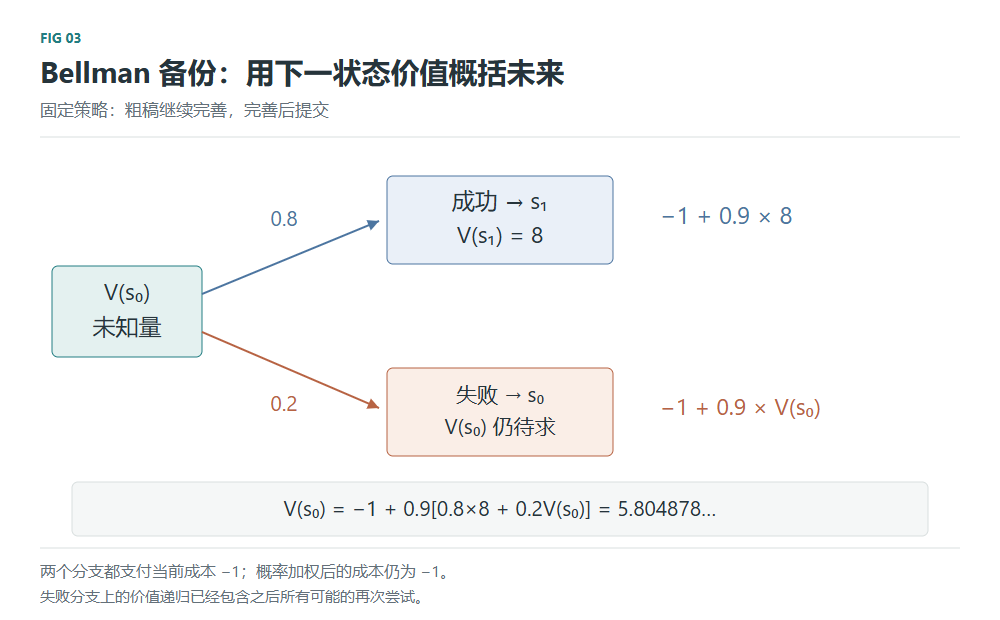 FIG 03
Bellman 备份：用下一状态价值概括未来
固定策略：粗稿继续完善，完善后提交
0.8
成功 → s₁
V(s₁) = 8
−1 + 0.9 × 8
V(s₀)
未知量
0.2
失败 → s₀
V(s₀) 仍待求
−1 + 0.9 × V(s₀)
V(s₀) = −1 + 0.9[0.8×8 + 0.2V(s₀)] = 5.804878…
两个分支都支付当前成本 −1；概率加权后的成本仍为 −1。
失败分支上的价值递归已经包含之后所有可能的再次尝试。